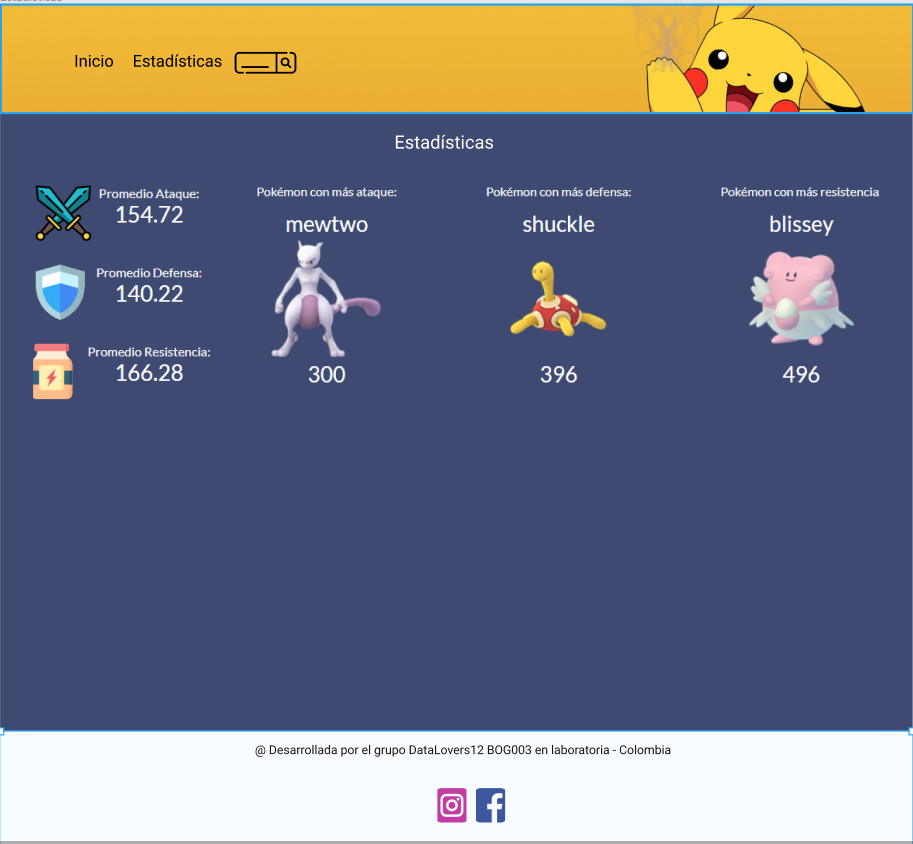 Inicio Estadísticas
Estadísticas
Promedio Ataque:
154.72
Promedio Defensa:
140.22
Promedio Resistencia:
166.28
Pokémon con más ataque:
mewtwo
300
Pokémon con más defensa:
shuckle
396
Pokémon con más resistencia
blissey
496
@ Desarrollada por el grupo DataLovers12 BOG003 en laboratoria - Colombia